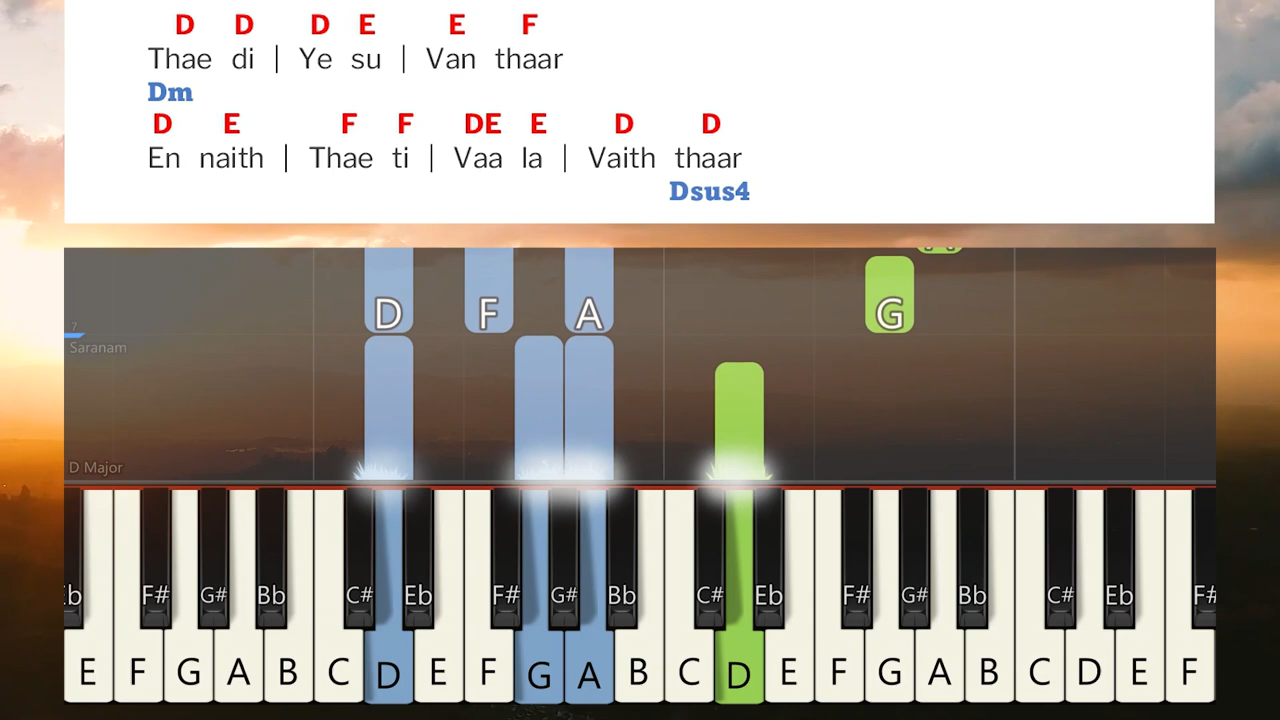 D D D E E F
Thae di | Ye su | Van thaar
Dm
D E F F DE E D D
En naith | Thae ti | Vaa la | Vaith thaar
Dsus4
D F A G
7
Saranam
D Major
F# G# Bb C# Eb F# G# Bb C# Eb F# G# Bb C# Eb
E F G A B C D E F G A B C D E F G A B C D E F